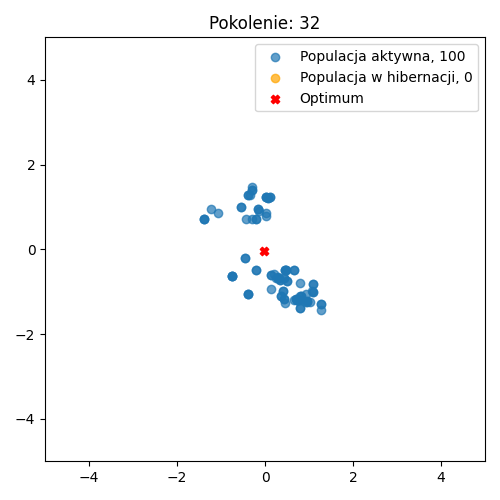 Pokolenie: 32
Populacja aktywna, 100
Populacja w hibernacji, 0
Optimum
4
2
0
−2
−4
−4 −2 0 2 4